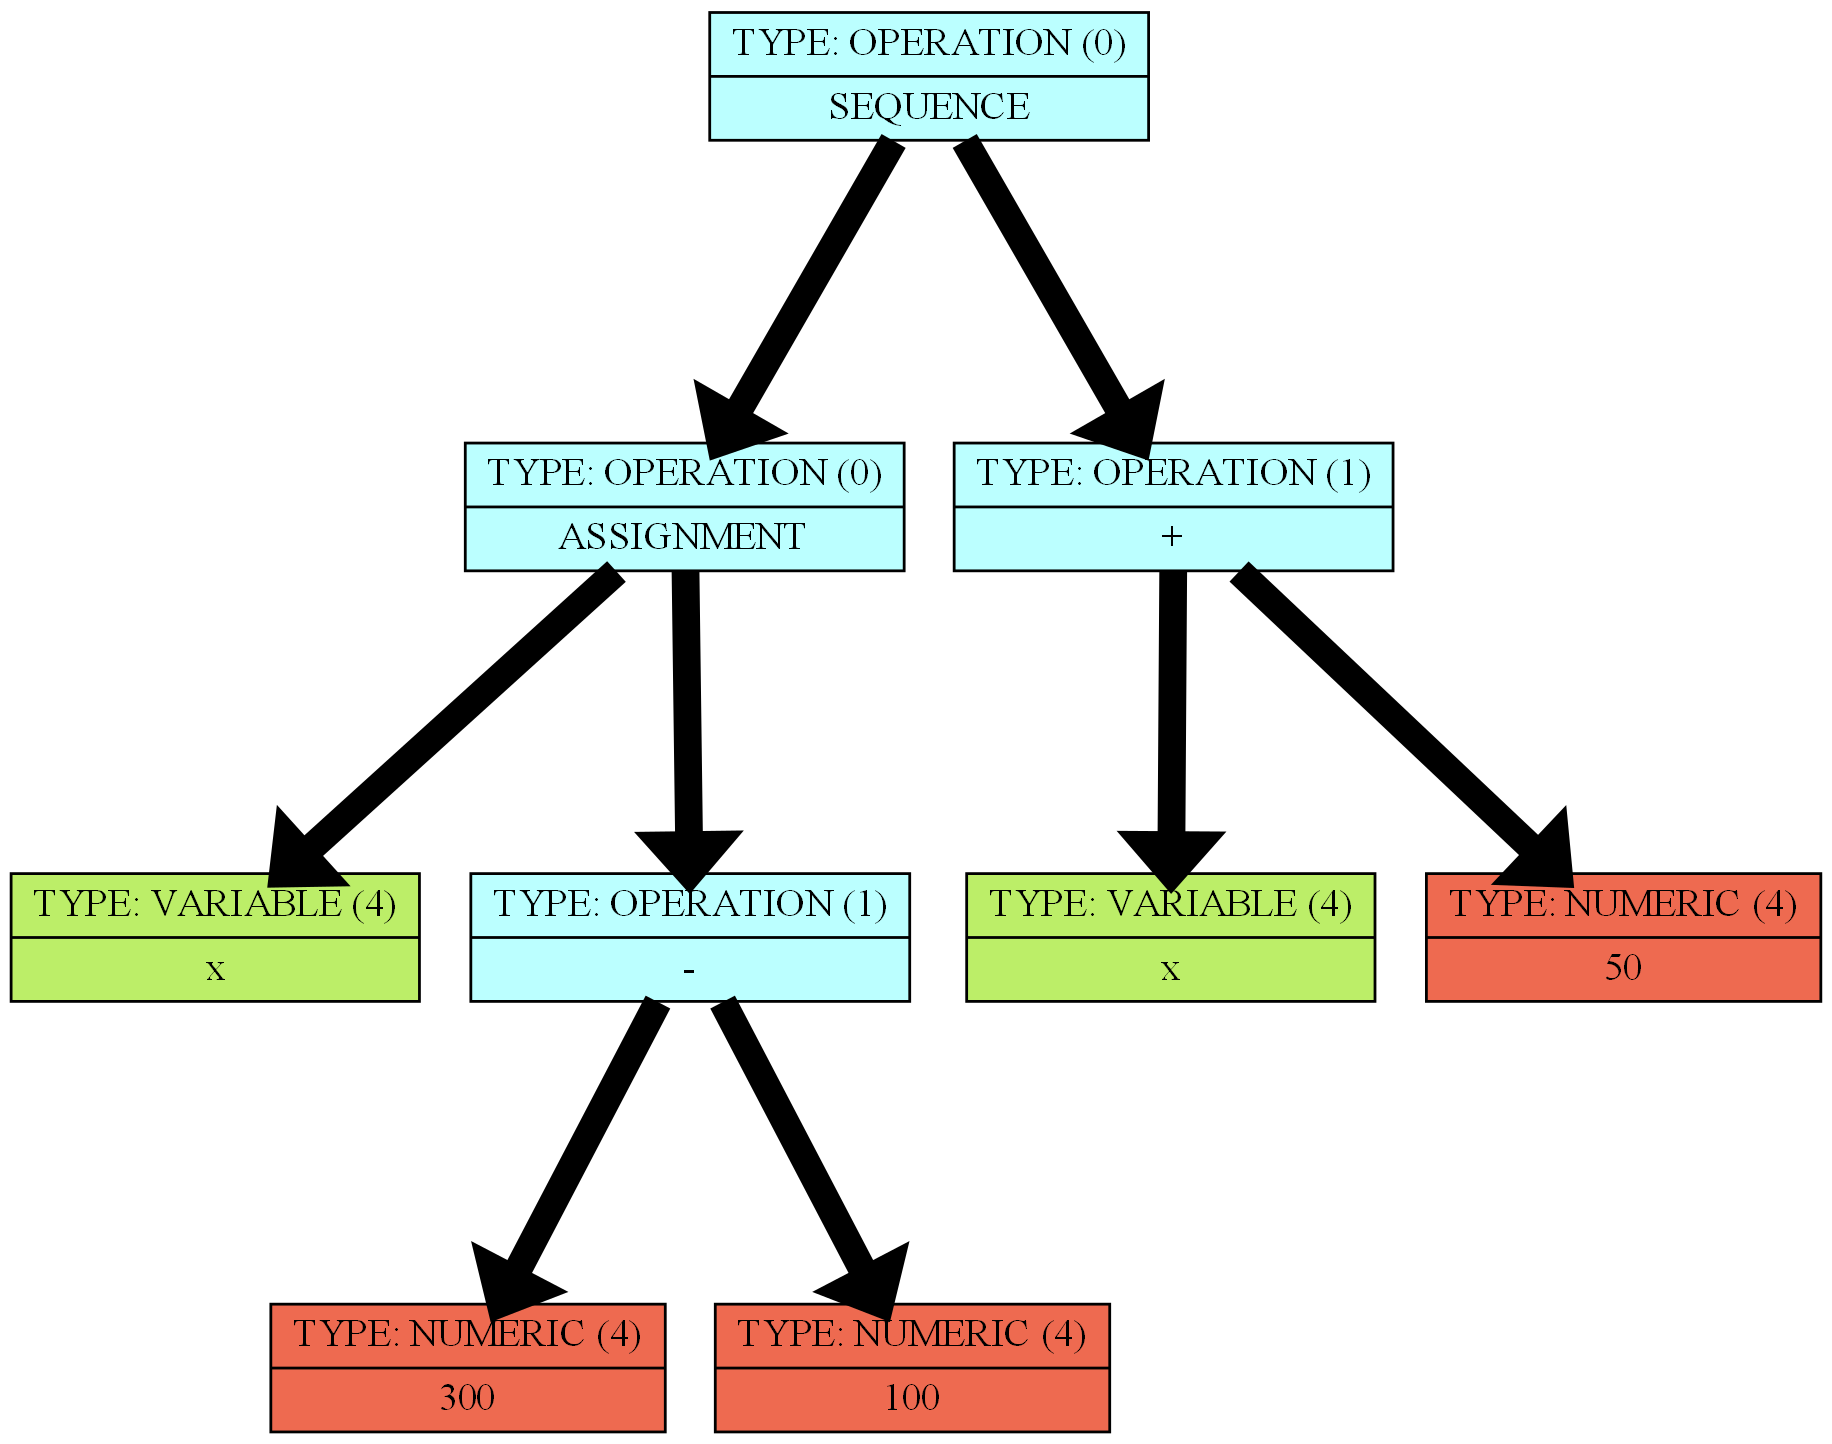 TYPE: OPERATION (0)
SEQUENCE
TYPE: OPERATION (0)
ASSIGNMENT
TYPE: OPERATION (1)
+
TYPE: VARIABLE (4)
x
TYPE: OPERATION (1)
-
TYPE: VARIABLE (4)
x
TYPE: NUMERIC (4)
50
TYPE: NUMERIC (4)
300
TYPE: NUMERIC (4)
100